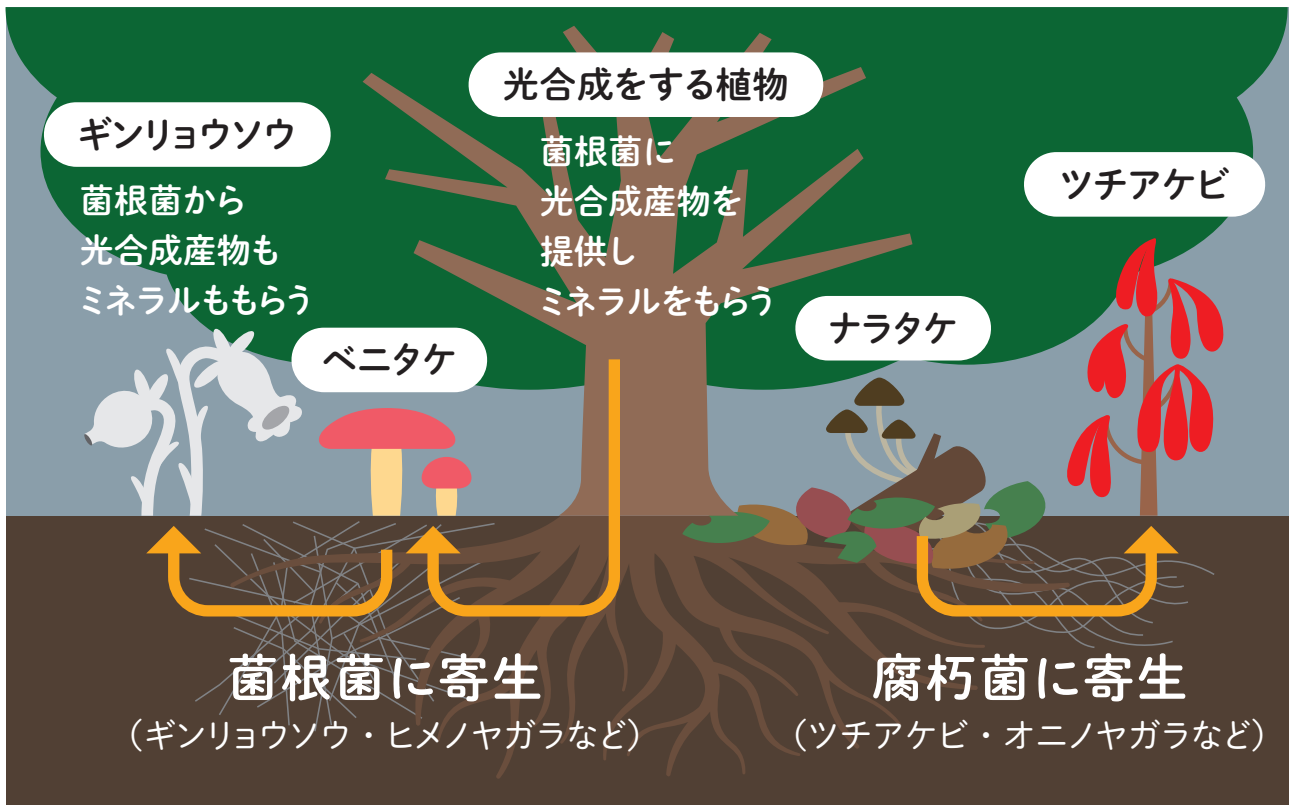 光合成をする植物
菌根菌に
光合成産物を
提供し
ミネラルをもらう
ギンリョウソウ
菌根菌から
光合成産物も
ミネラルももらう
ベニタケ
ナラタケ
ツチアケビ
菌根菌に寄生
（ギンリョウソウ・ヒメノヤガラなど）
腐朽菌に寄生
（ツチアケビ・オニノヤガラなど）